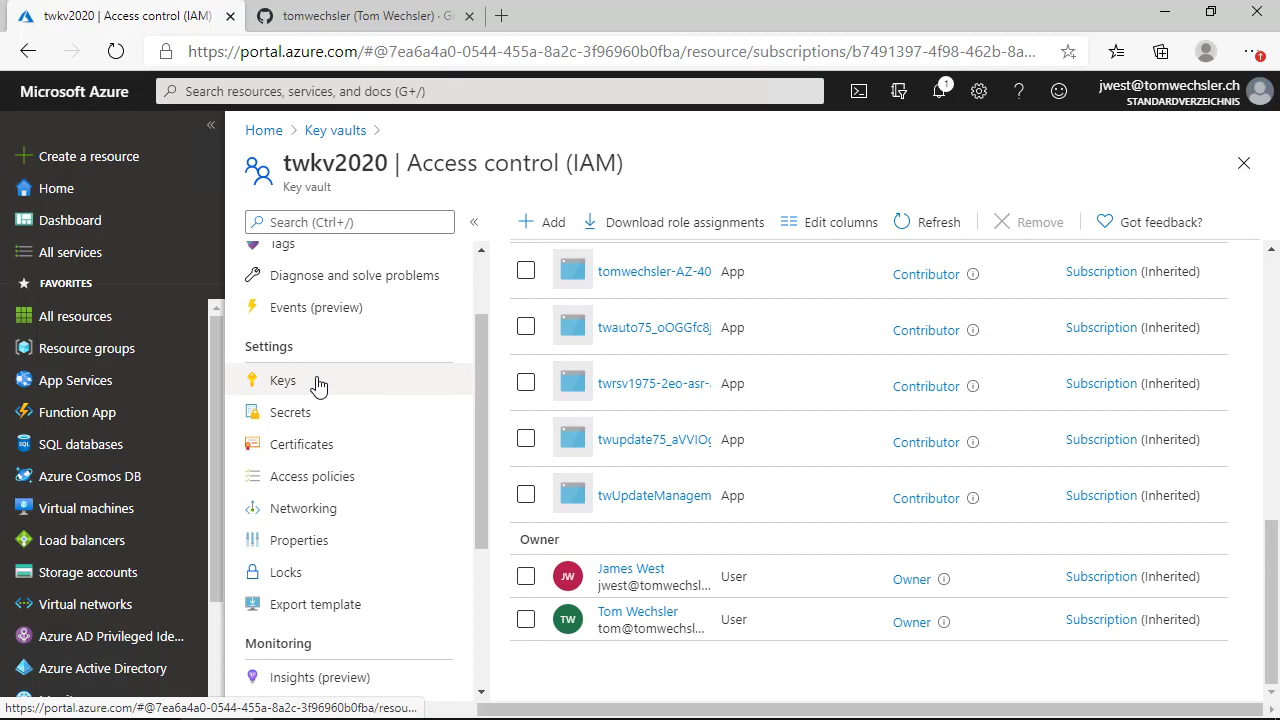 twkv2020 | Access control (IAM)
tomwechsler (Tom Wechsler) · Gi
https://portal.azure.com/#@7ea6a4a0-0544-455a-8a2c-3f96960b0fba/resource/subscriptions/b7491397-4f98-462b-8a...
Microsoft Azure
Search resources, services, and docs (G+/)
1
jwest@tomwechsler.ch
STANDARDVERZEICHNIS
Create a resource
Home
Dashboard
All services
FAVORITES
All resources
Resource groups
App Services
Function App
SQL databases
Azure Cosmos DB
Virtual machines
Load balancers
Storage accounts
Virtual networks
Azure AD Privileged Ide...
Azure Active Directory
Home > Key vaults >
twkv2020 | Access control (IAM)
Key vault
Search (Ctrl+/)
Tags
Diagnose and solve problems
Events (preview)
Settings
Keys
Secrets
Certificates
Access policies
Networking
Properties
Locks
Export template
Monitoring
Insights (preview)
Add Download role assignments Edit columns Refresh Remove Got feedback?
tomwechsler-AZ-40 App Contributor Subscription (Inherited)
twauto75_oOGGfc8j App Contributor Subscription (Inherited)
twrsv1975-2eo-asr- App Contributor Subscription (Inherited)
twupdate75_aVVIOg App Contributor Subscription (Inherited)
twUpdateManagem App Contributor Subscription (Inherited)
Owner
JW James West User Owner Subscription (Inherited)
jwest@tomwechsl...
TW Tom Wechsler User Owner Subscription (Inherited)
tom@tomwechsl...
https://portal.azure.com/#@7ea6a4a0-0544-455a-8a2c-3f96960b0fba/resou...